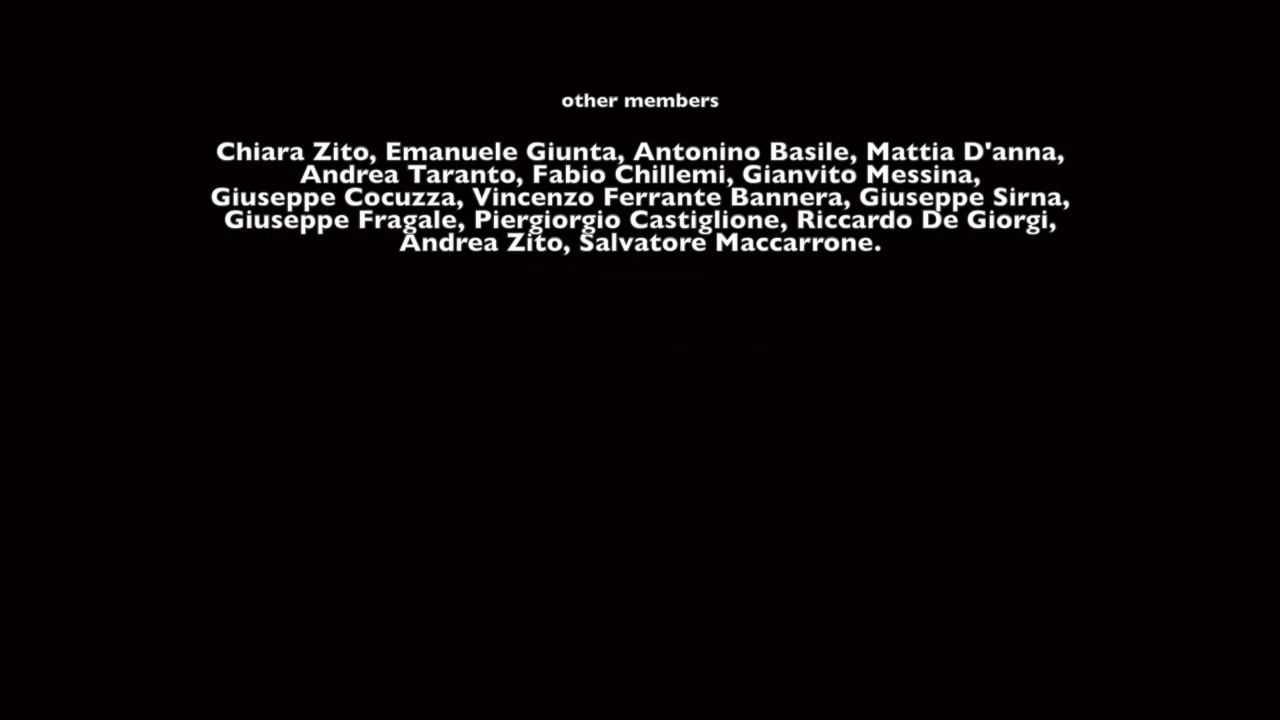 other members
Chiara Zito, Emanuele Giunta, Antonino Basile, Mattia D'anna,
Andrea Taranto, Fabio Chillemi, Gianvito Messina,
Giuseppe Cocuzza, Vincenzo Ferrante Bannera, Giuseppe Sirna,
Giuseppe Fragale, Piergiorgio Castiglione, Riccardo De Giorgi,
Andrea Zito, Salvatore Maccarrone.